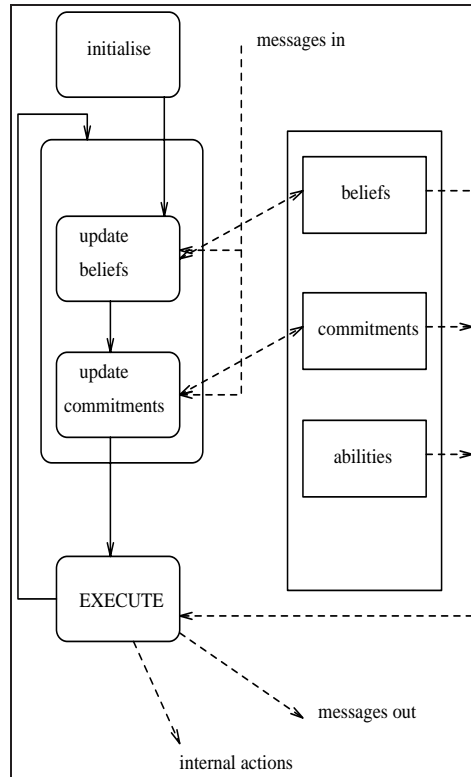 initialise
messages in
update
beliefs
beliefs
update
commitments
commitments
abilities
EXECUTE
messages out
internal actions